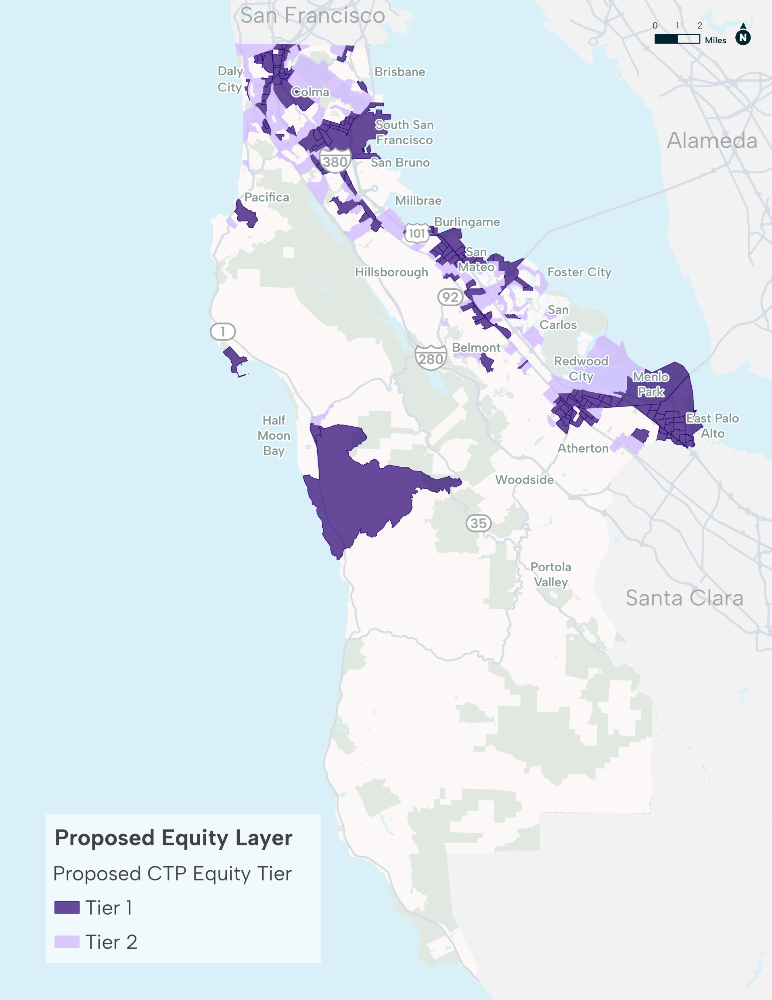 San Francisco
0 1 2
Miles
N
Daly
City
Brisbane
Colma
South San
Francisco
Alameda
380
San Bruno
Pacifica
Millbrae
Burlingame
101
San
Mateo
Hillsborough
Foster City
92
San
Carlos
1
Belmont
280
Redwood
City
Menlo
Park
Half
Moon
Bay
East Palo
Alto
Atherton
Woodside
35
Portola
Valley
Santa Clara
Proposed Equity Layer
Proposed CTP Equity Tier
Tier 1
Tier 2